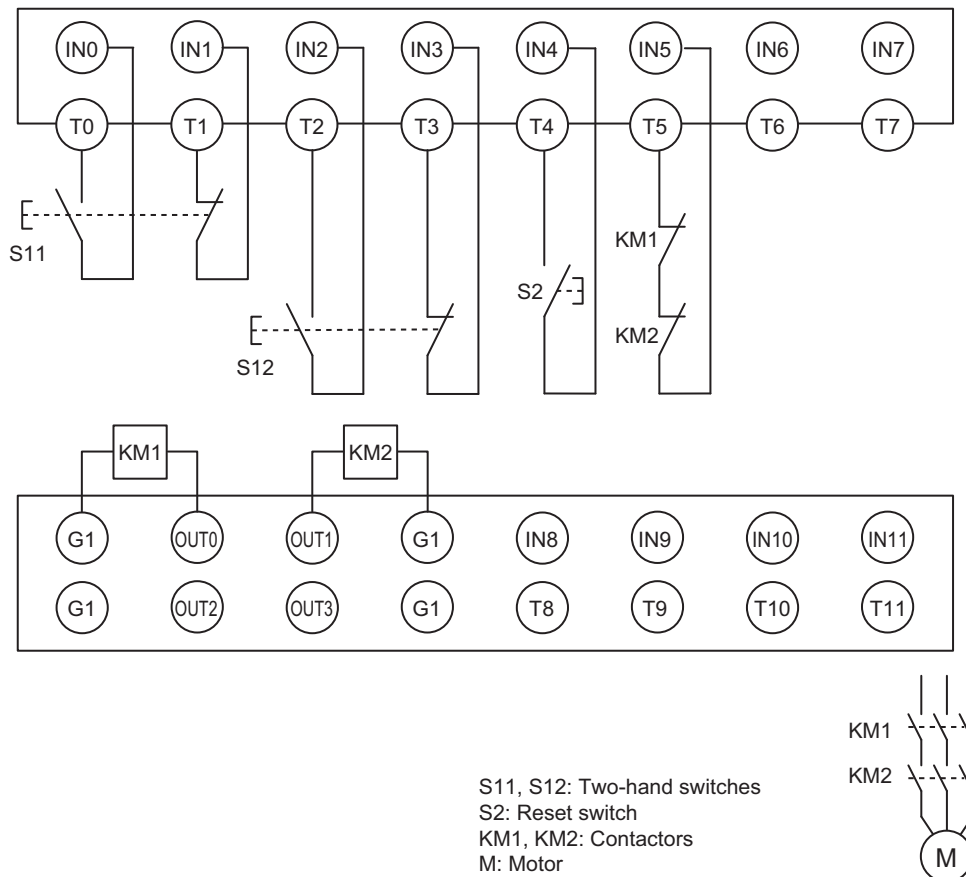 IN0 IN1 IN2 IN3 IN4 IN5 IN6 IN7
T0 T1 T2 T3 T4 T5 T6 T7
S11
KM1
S2
KM2
S12
KM1 KM2
G1 OUT0 OUT1 G1 IN8 IN9 IN10 IN11
G1 OUT2 OUT3 G1 T8 T9 T10 T11
KM1
KM2
S11, S12: Two-hand switches
S2: Reset switch
KM1, KM2: Contactors
M: Motor
M